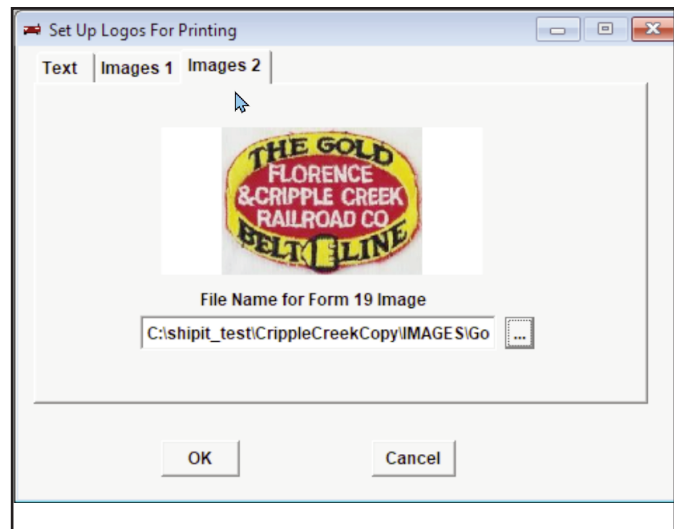 Set Up Logos For Printing
Text Images 1 Images 2
THE GOLD
FLORENCE
&CRIPPLE CREEK
RAILROAD CO
BELT LINE
File Name for Form 19 Image
C:\shipit_test\CrippleCreekCopy\IMAGES\Go ...
OK Cancel